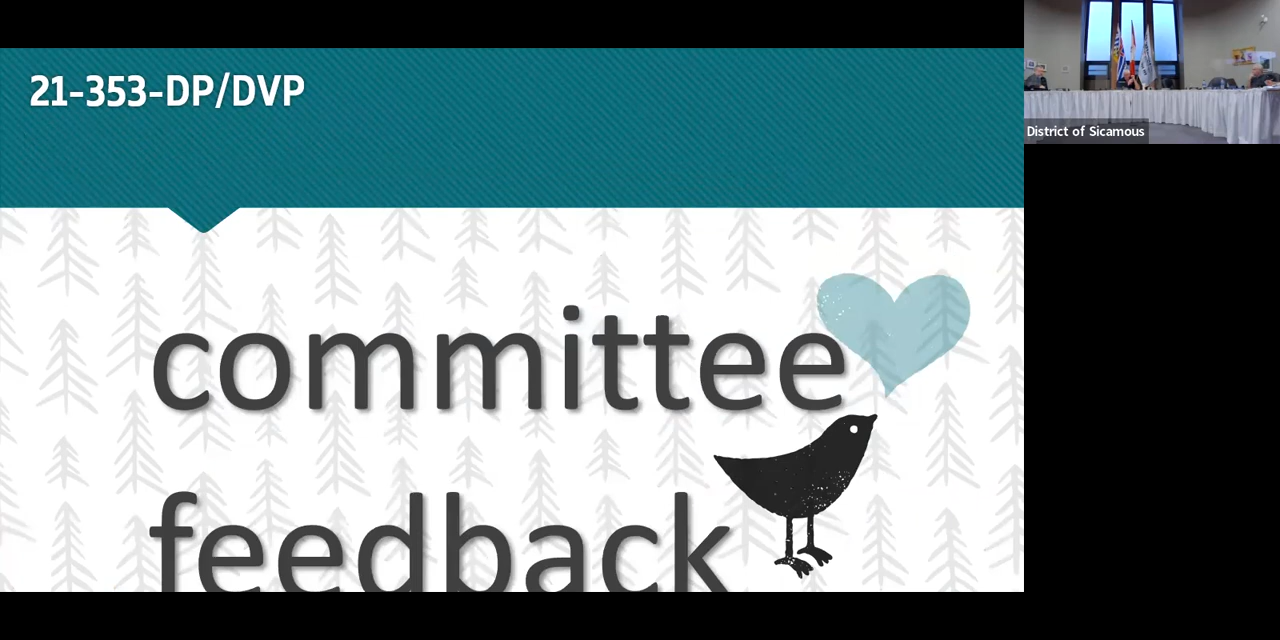 21-353-DP/DVP
District of Sicamous
committee
feedback